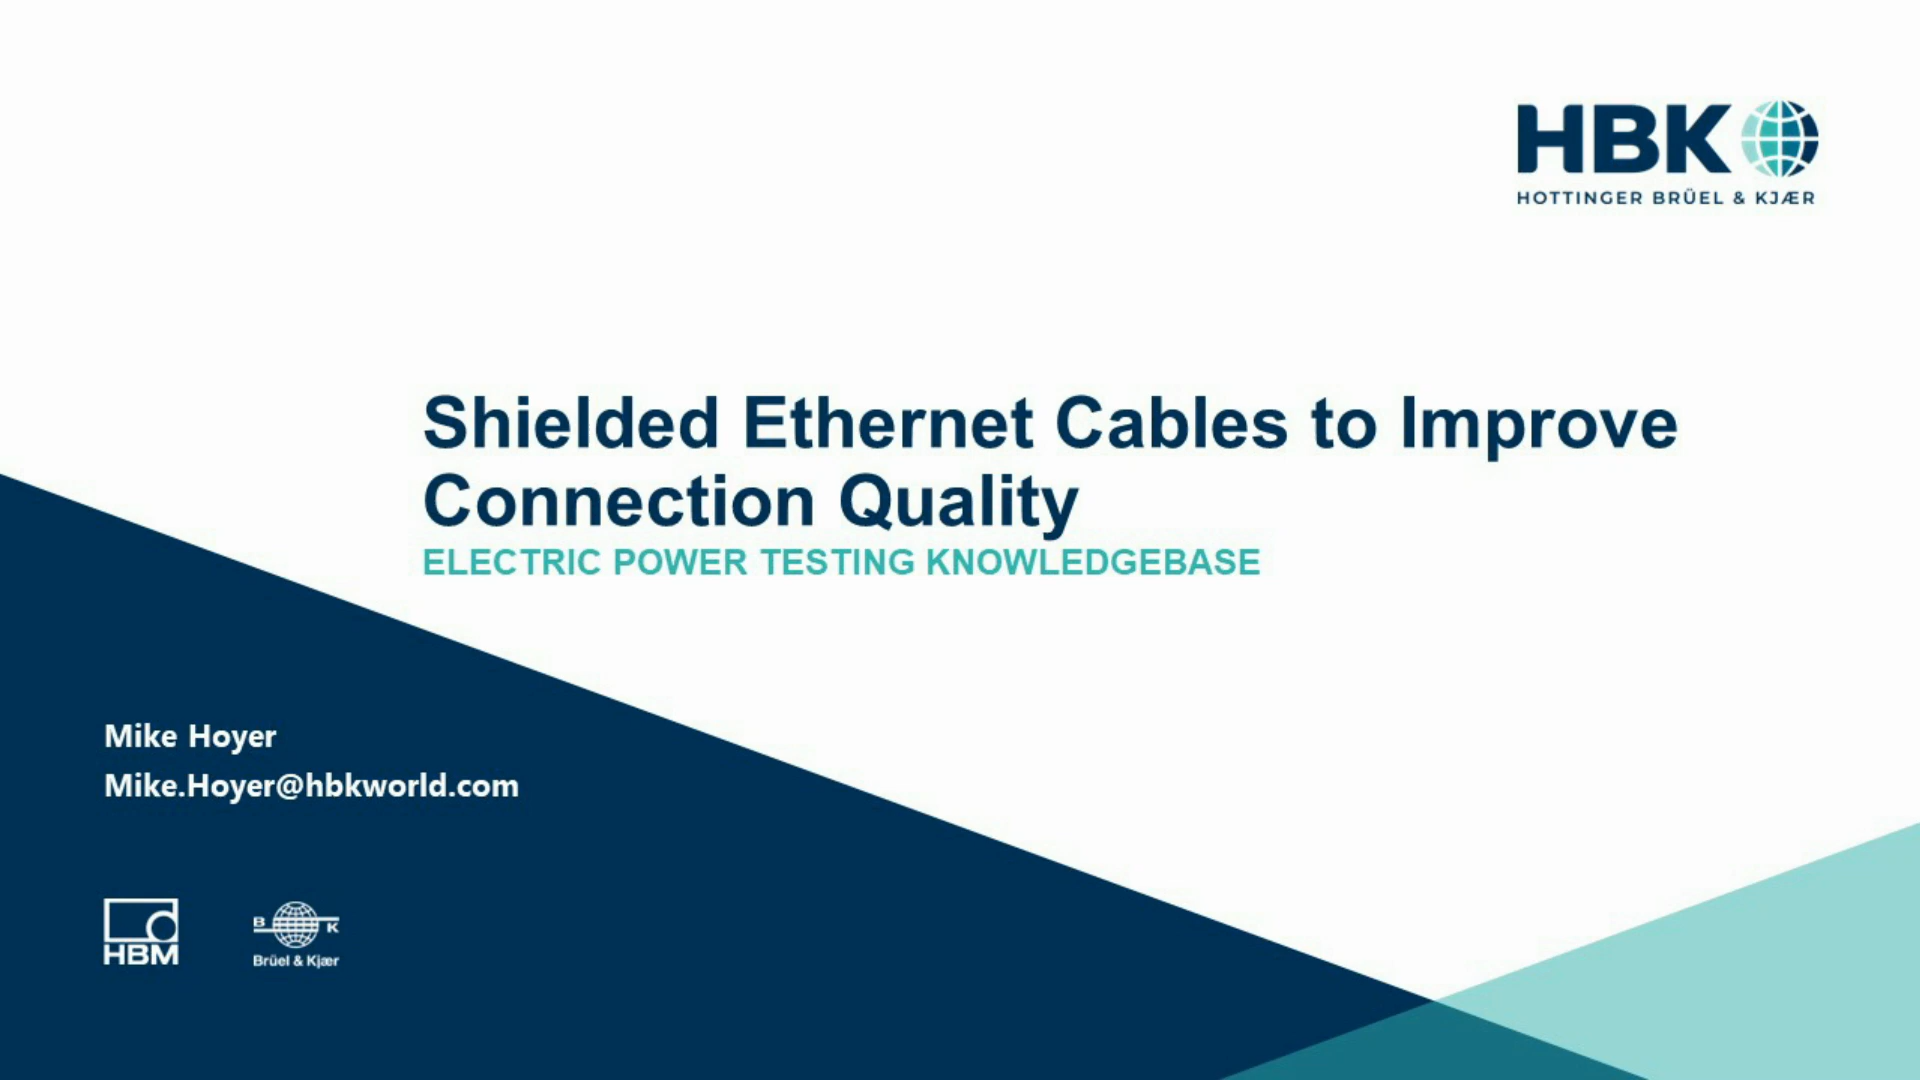 HBK
HOTTINGER BRÜEL & KJÆR
Shielded Ethernet Cables to Improve
Connection Quality
ELECTRIC POWER TESTING KNOWLEDGEBASE
Mike Hoyer
Mike.Hoyer@hbkworld.com
HBM
B K
Brüel & Kjær